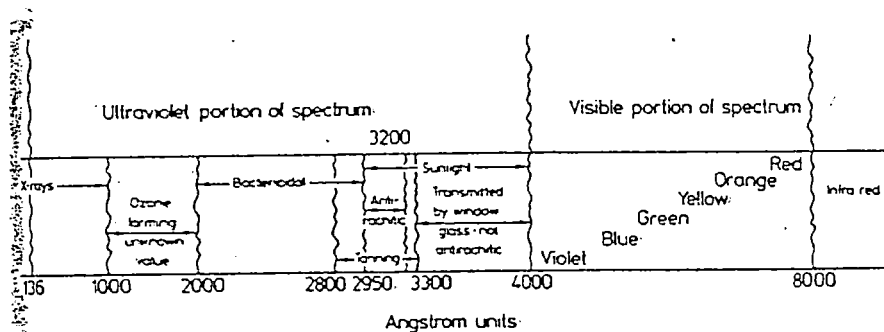 Ultraviolet portion of spectrum
Visible portion of spectrum
3200
X-rays
Ozone
forming
unknown
value
Bacteriodal
Sunlight
Anti-
rachitic
Tanning
Transmitted
by window
glass-not
antirachitic
Red
Orange
Yellow
Green
Blue
Violet
Infra red
136 1000 2000 2800 2950 3300 4000 8000
Angstrom units